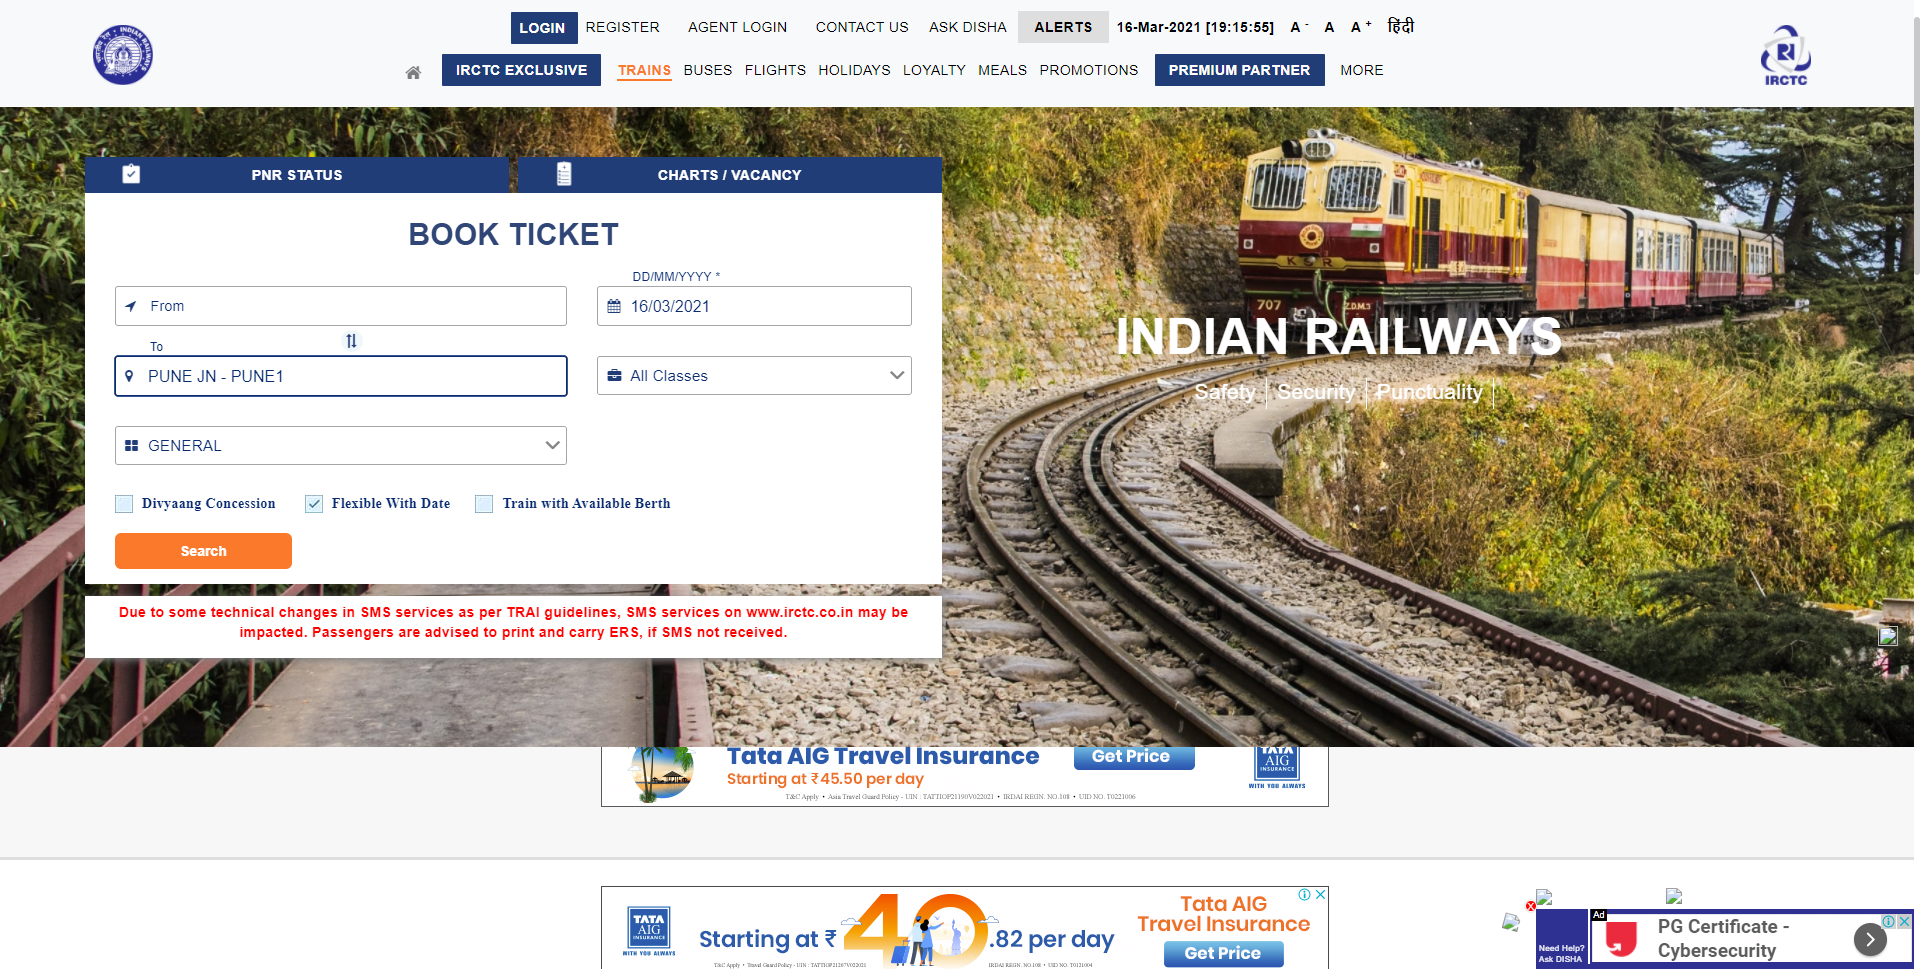 LOGIN REGISTER AGENT LOGIN CONTACT US ASK DISHA ALERTS 16-Mar-2021 [19:15:55] A - A A + हिंदी
IRCTC EXCLUSIVE TRAINS BUSES FLIGHTS HOLIDAYS LOYALTY MEALS PROMOTIONS PREMIUM PARTNER MORE
IRCTC
PNR STATUS CHARTS / VACANCY
BOOK TICKET
DD/MM/YYYY *
From 16/03/2021
To
PUNE JN - PUNE1 All Classes
GENERAL
Divyaang Concession Flexible With Date Train with Available Berth
Search
Due to some technical changes in SMS services as per TRAI guidelines, SMS services on www.irctc.co.in may be
impacted. Passengers are advised to print and carry ERS, if SMS not received.
KSR
707 Z.D.M.3
INDIAN RAILWAYS
Safety Security Punctuality
Tata AIG Travel Insurance Get Price TATA
Starting at ₹45.50 per day AIG
INSURANCE
WITH YOU ALWAYS
T&C Apply • Asia Travel Guard Policy - UIN : TATTIOP21190V022021 • IRDAI REGN. NO.108 • UID NO. T0221006
TATA
AIG
INSURANCE
WITH YOU ALWAYS
Starting at ₹ 40.82 per day
T&C Apply • Travel Guard Policy - UIN : TATTIOP21207V022021 IRDAI REGN. NO.108 • UID NO. T0121004
Tata AIG
Travel Insurance
Get Price
Need Help?
Ask DISHA
Ad
PG Certificate -
Cybersecurity